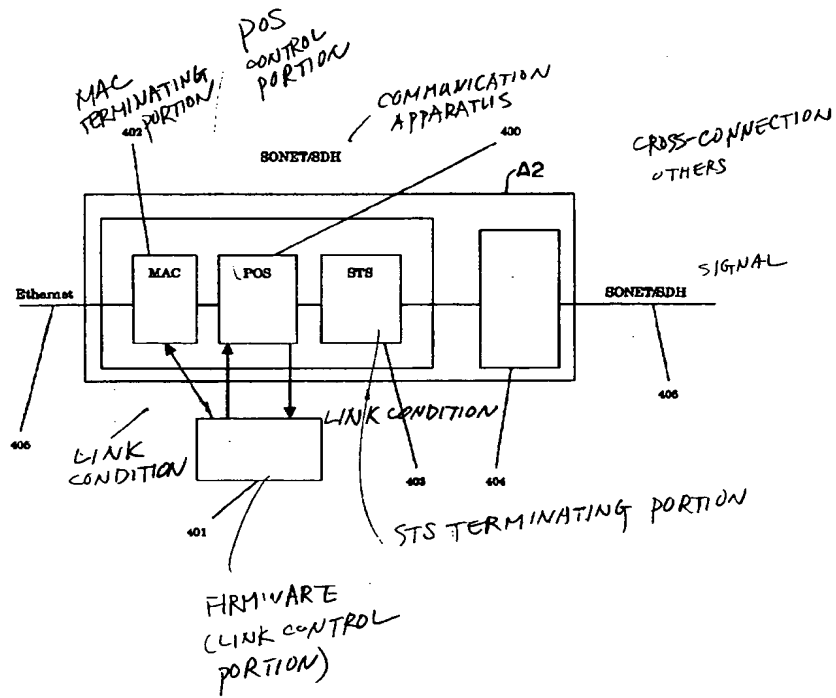 POS
CONTROL
PORTION
MAC
TERMINATING
PORTION
402
COMMUNICATION
APPARATUS
SONET/SDH
400
CROSS-CONNECTION
OTHERS
A2
MAC
POS
STS
SIGNAL
Ethernet
SONET/SDH
405
LINK
CONDITION
LINK CONDITION
403
404
406
401
STS TERMINATING PORTION
FIRMWARE
(LINK CONTROL
PORTION)